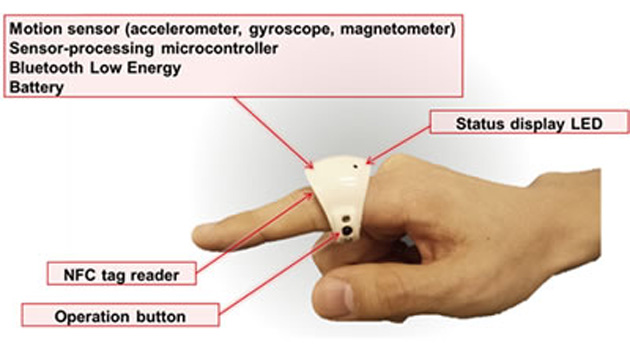 Motion sensor (accelerometer, gyroscope, magnetometer)
Sensor-processing microcontroller
Bluetooth Low Energy
Battery
Status display LED
NFC tag reader
Operation button